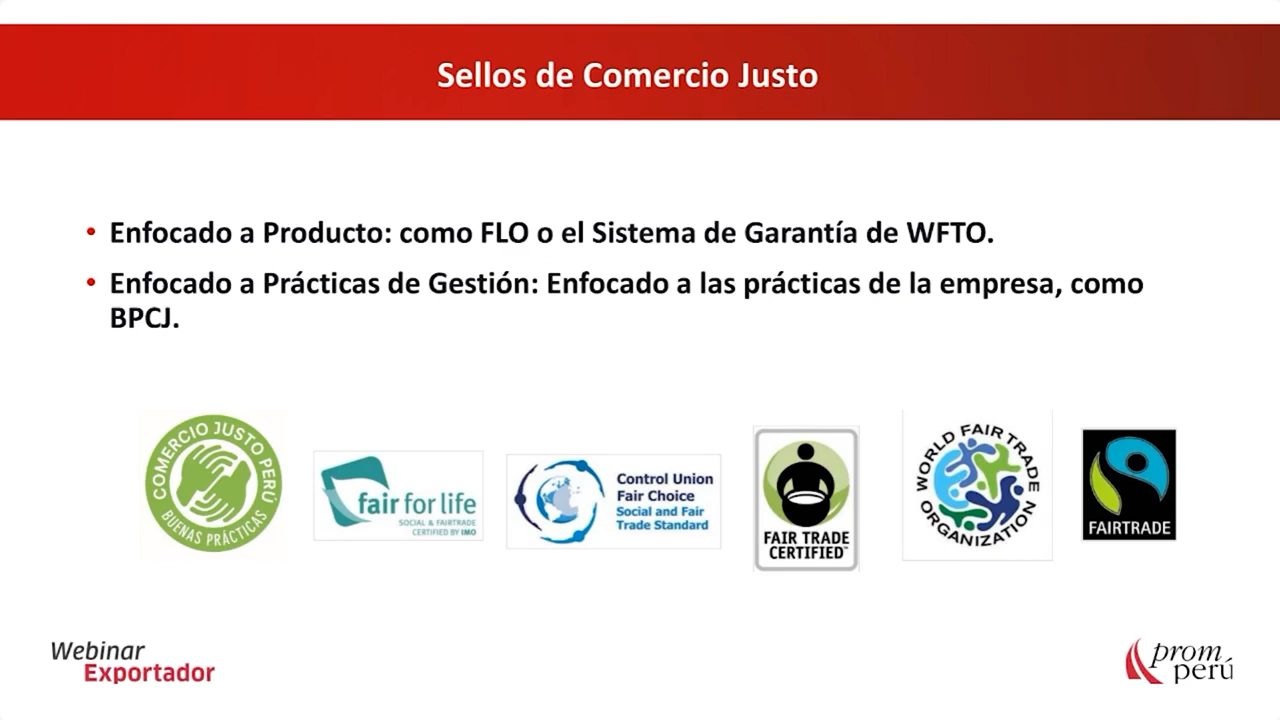 Sellos de Comercio Justo
• Enfocado a Producto: como FLO o el Sistema de Garantía de WFTO.
• Enfocado a Prácticas de Gestión: Enfocado a las prácticas de la empresa, como
BPCJ.
COMERCIO JUSTO PERÚ
BUENAS PRÁCTICAS
fair for life
SOCIAL & FAIRTRADE
CERTIFIED BY IMO
Control Union
Fair Choice
Social and Fair
Trade Standard
FAIR TRADE
CERTIFIED™
WORLD FAIR TRADE
ORGANIZATION
FAIRTRADE
Webinar
Exportador
prom
perú